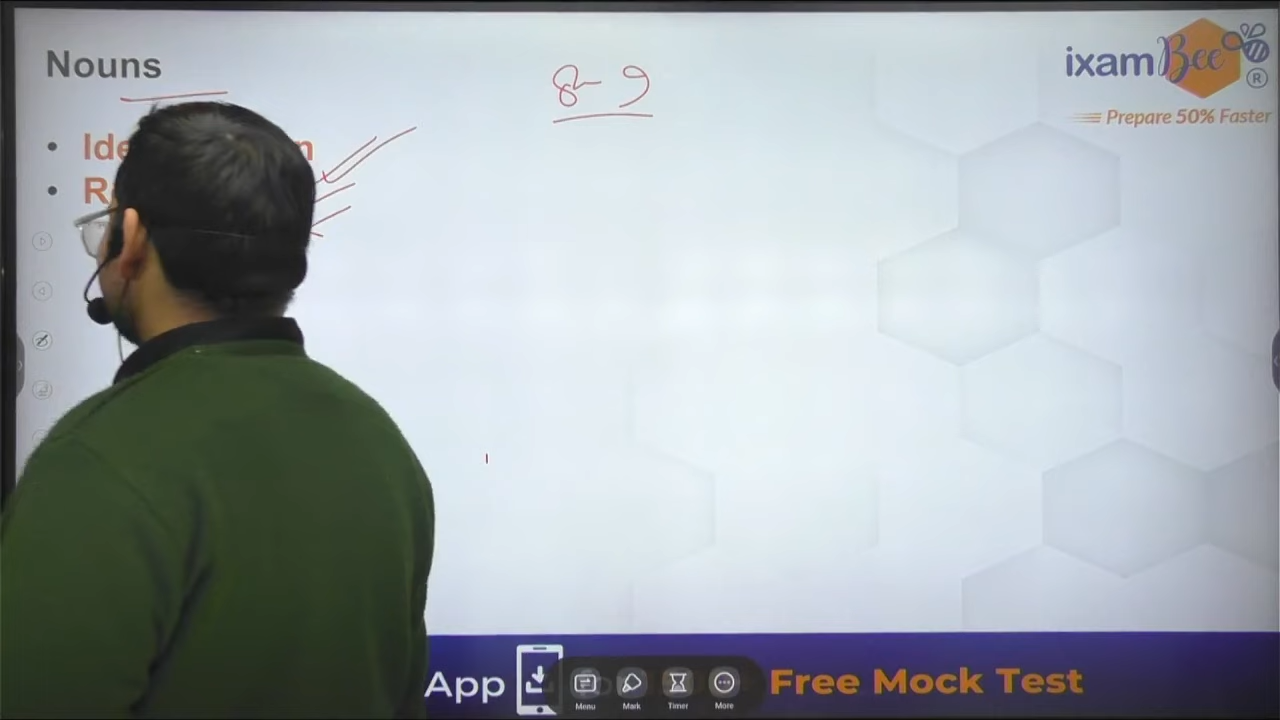 Nouns
8-9
ixamBee
®
Prepare 50% Faster
App
Free Mock Test
Menu
Mark
Timer
More